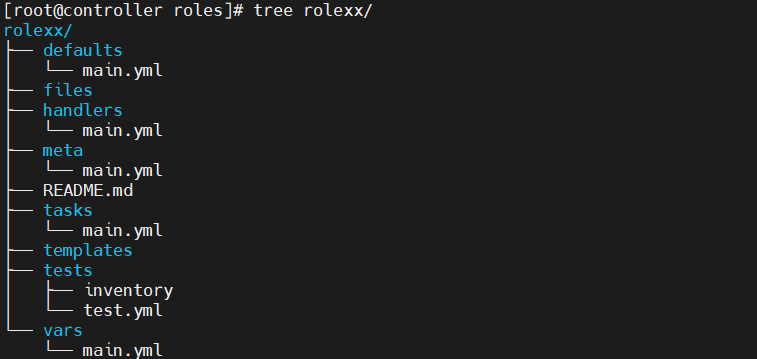 [root@controller roles]# tree rolexx/
rolexx/
├── defaults
│   └── main.yml
├── files
├── handlers
│   └── main.yml
├── meta
│   └── main.yml
├── README.md
├── tasks
│   └── main.yml
├── templates
├── tests
│   ├── inventory
│   └── test.yml
└── vars
    └── main.yml